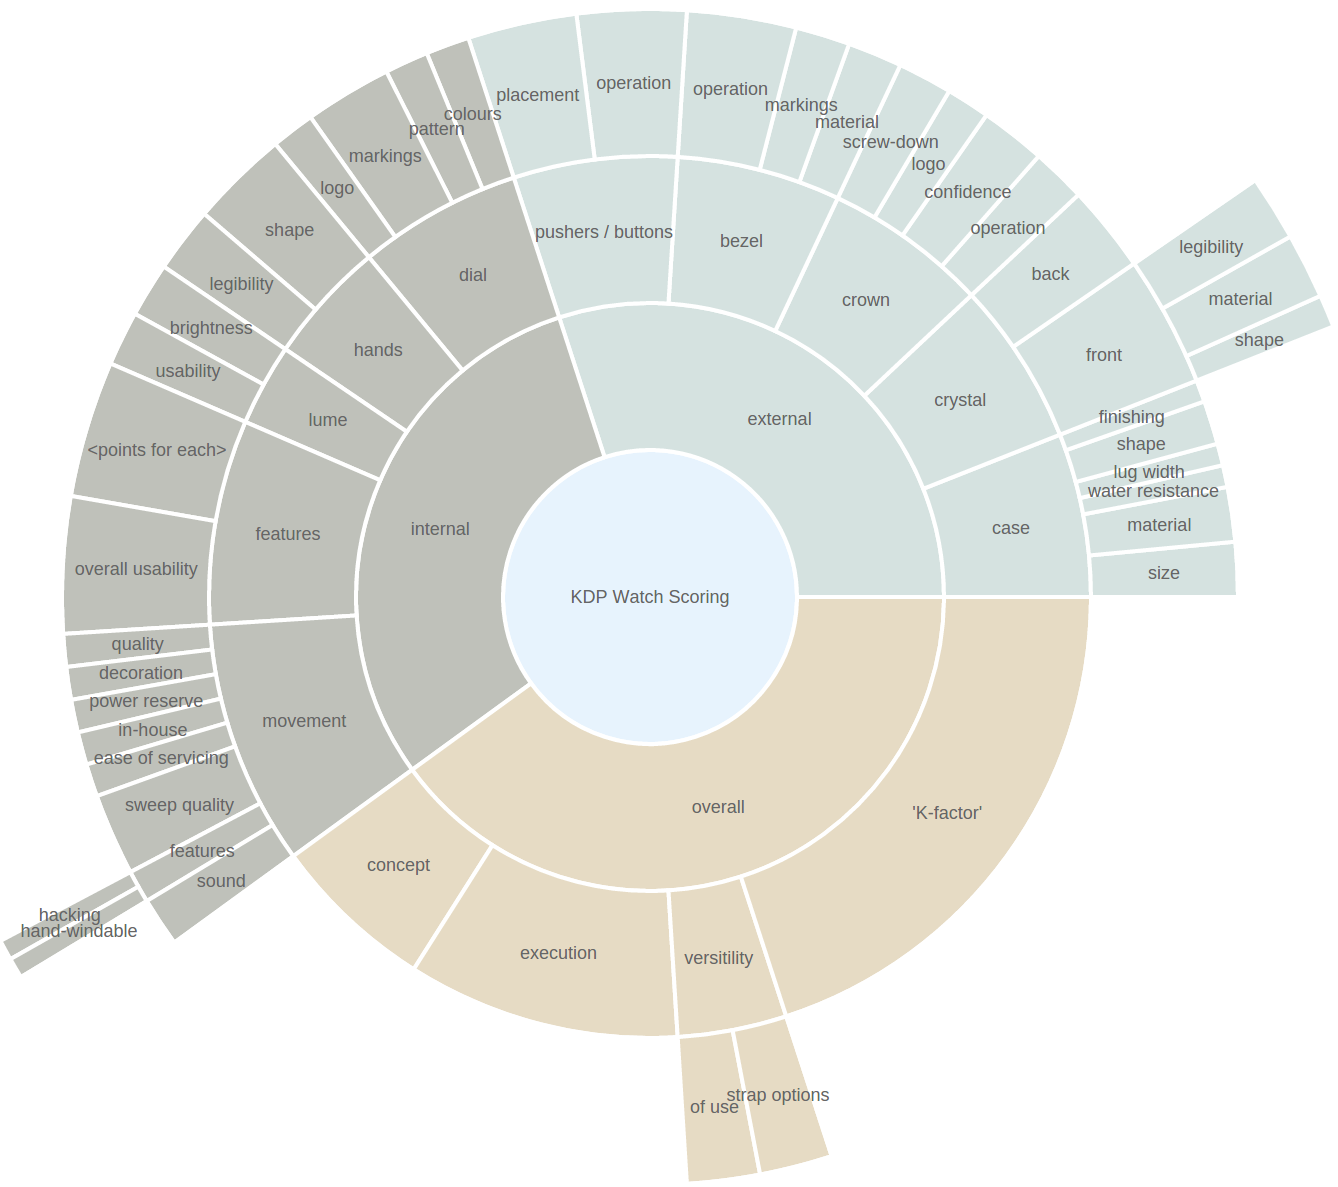 placement
operation
operation
markings
material
screw-down
logo
confidence
operation
back
front
legibility
material
shape
finishing
shape
lug width
water resistance
material
size
pushers / buttons
bezel
crown
crystal
case
external
colours
pattern
markings
logo
shape
legibility
brightness
usability
<points for each>
overall usability
quality
decoration
power reserve
in-house
ease of servicing
sweep quality
features
sound
hacking
hand-windable
dial
hands
lume
features
movement
internal
KDP Watch Scoring
overall
'K-factor'
concept
execution
versitility
of use
strap options